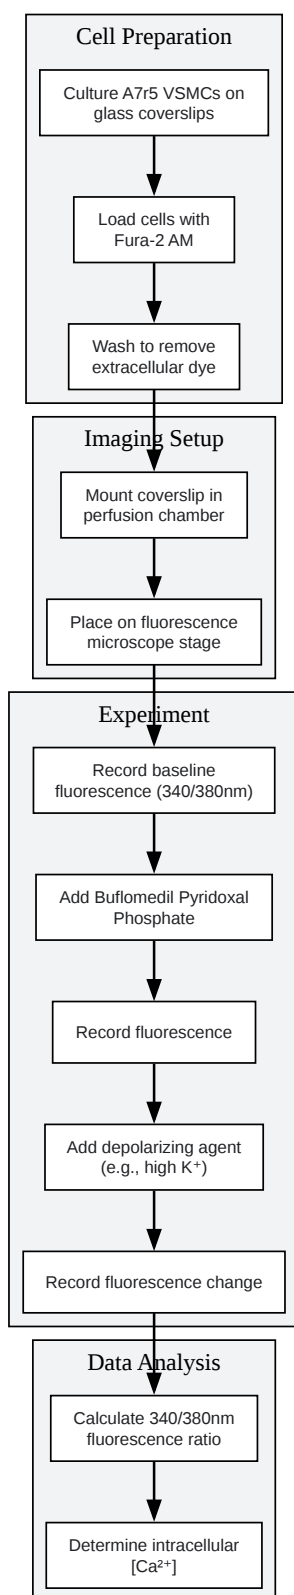 Cell Preparation
Culture A7r5 VSMCs on
glass coverslips
Load cells with
Fura-2 AM
Wash to remove
extracellular dye
Imaging Setup
Mount coverslip in
perfusion chamber
Place on fluorescence
microscope stage
Experiment
Record baseline
fluorescence (340/380nm)
Add Buflomedil Pyridoxal
Phosphate
Record fluorescence
Add depolarizing agent
(e.g., high K⁺)
Record fluorescence change
Data Analysis
Calculate 340/380nm
fluorescence ratio
Determine intracellular
[Ca²⁺]